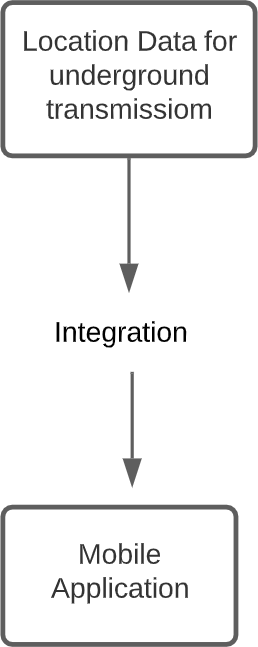 Location Data for
underground
transmissiom
Integration
Mobile
Application